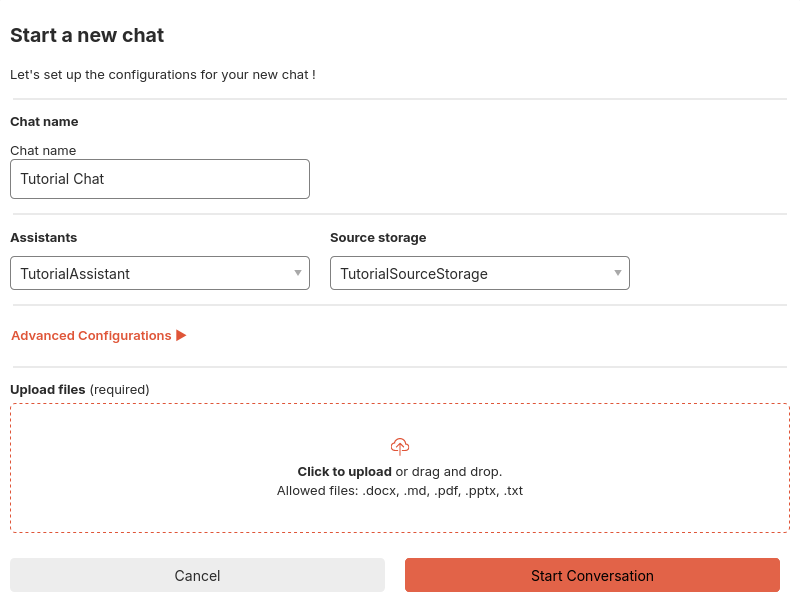 Start a new chat
Let's set up the configurations for your new chat !
Chat name
Chat name
Tutorial Chat
Assistants
Source storage
TutorialAssistant
TutorialSourceStorage
Advanced Configurations ▶
Upload files (required)
Click to upload or drag and drop.
Allowed files: .docx, .md, .pdf, .pptx, .txt
Cancel
Start Conversation